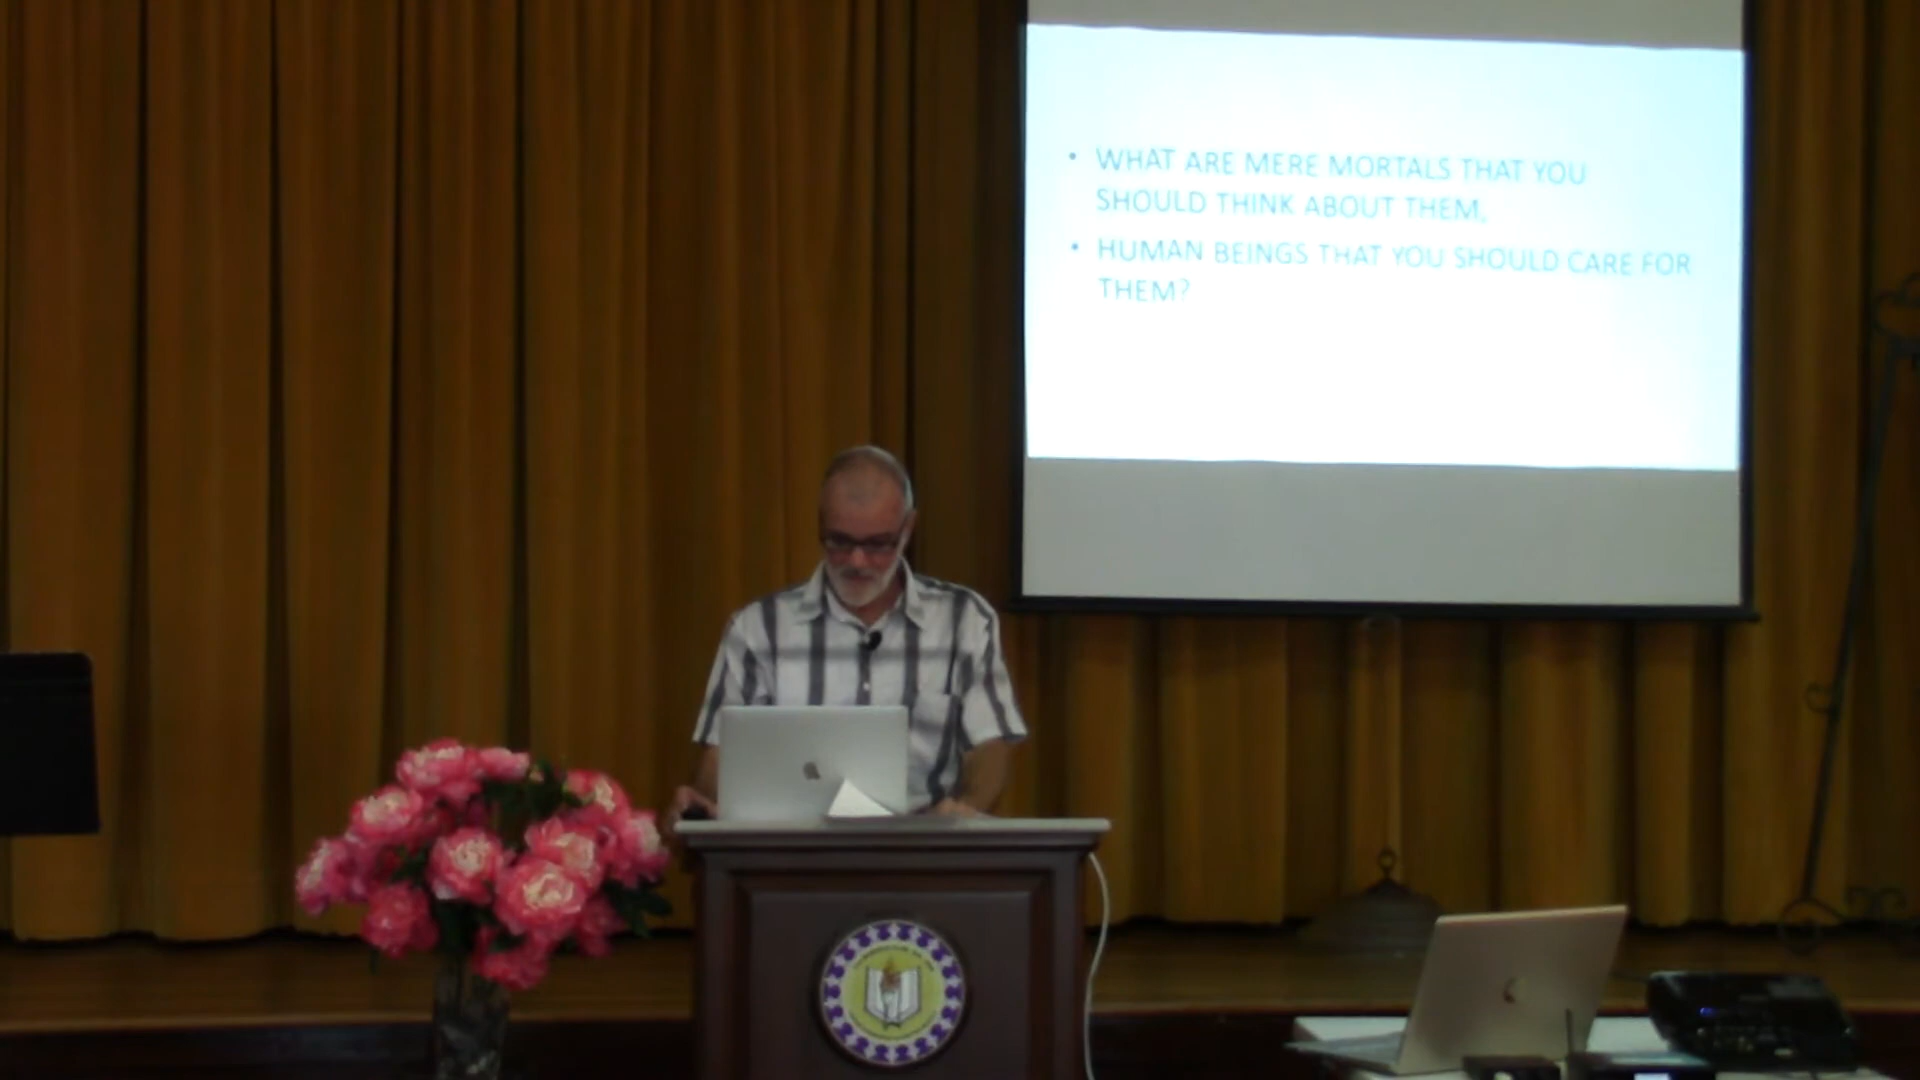 • WHAT ARE MERE MORTALS THAT YOU
SHOULD THINK ABOUT THEM,
• HUMAN BEINGS THAT YOU SHOULD CARE FOR
THEM?